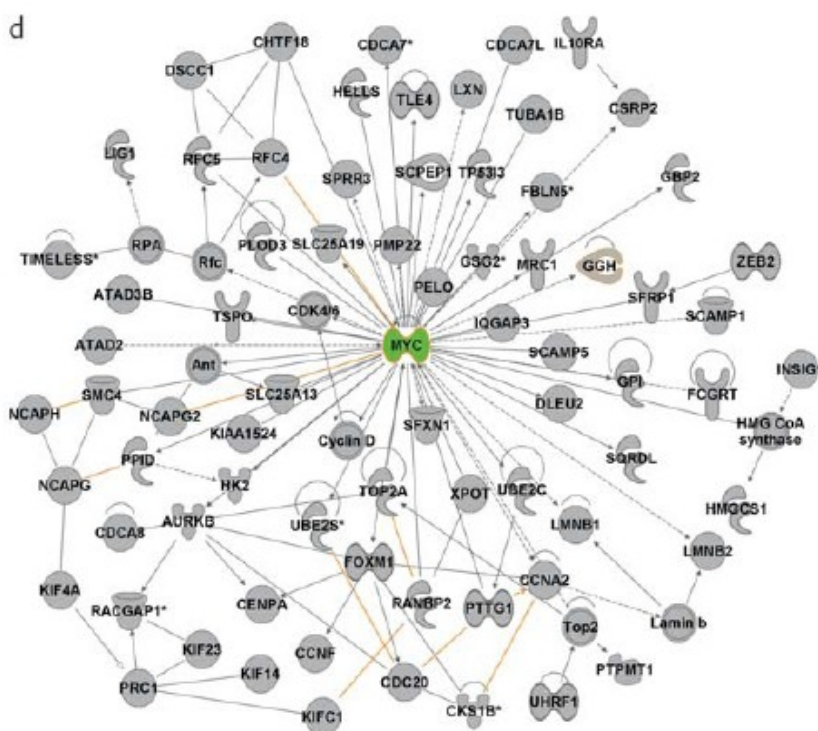 d
CHTF18
CDCA7*
CDCA7L
IL10RA
DSCC1
HELLS
TLE4
LXN
CSRP2
TUBA1B
LIG1
RFC5
RFC4
SPRR3
SCPEP1
TP53I3
FBLN5*
GBP2
RPA
TIMELESS*
Rfc
PLOD3
SLC25A19
PMP22
GSG2*
MRC1
GGH
ZEB2
ATAD3B
TSPO
CDK4/6
PELO
IQGAP3
SFRP1
SCAMP1
ATAD2
MYC
SCAMP5
Ant
GPI
FCGRT
INSIG
NCAPH
SMC4
NCAPG2
SLC25A13
DLEU2
KIAA1524
Cyclin D
SFXN1
HMG CoA
synthase
NCAPG
PPID
HK2
SQRDL
TOP2A
XPOT
UBE2C
HMGCS1
CDCA8
AURKB
UBE2S*
LMNB1
LMNB2
FOXM1
KIF4A
CCNA2
RACGAP1*
CENPA
RANBP2
PTTG1
Top2
Lamin b
KIF23
CCNF
PTPMT1
PRC1
KIF14
CDC20
KIFC1
CKS1B*
UHRF1